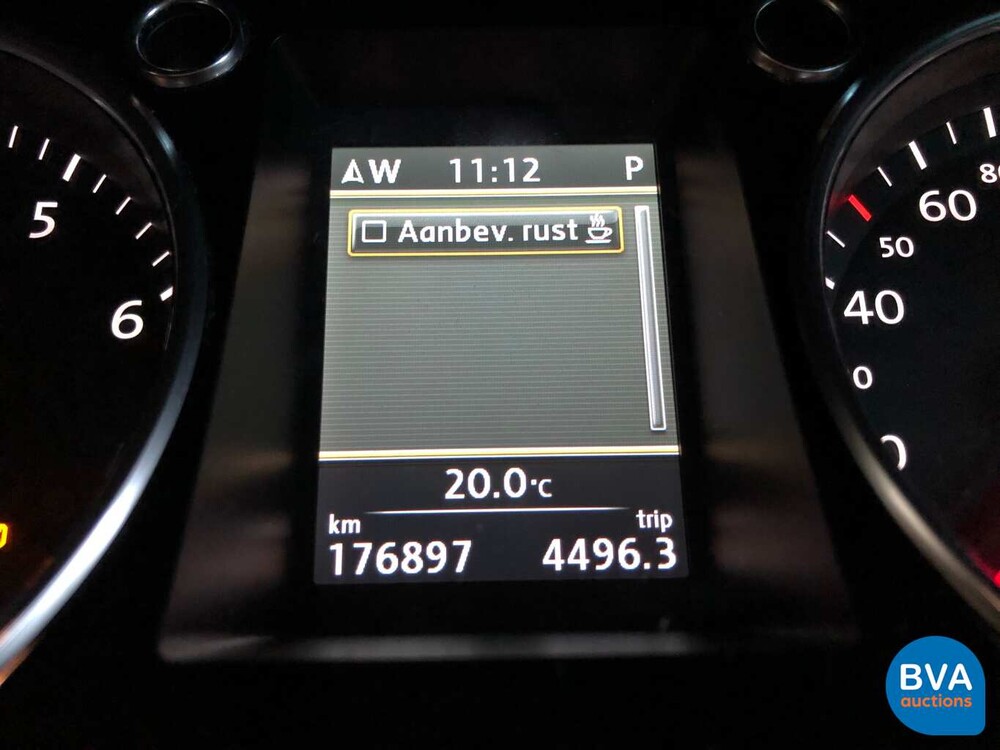 W 11:12 P
☐ Aanbev. rust
20.0°C
km trip
176897 4496.3
5
6
80
60
50
40
0
BVA
auctions